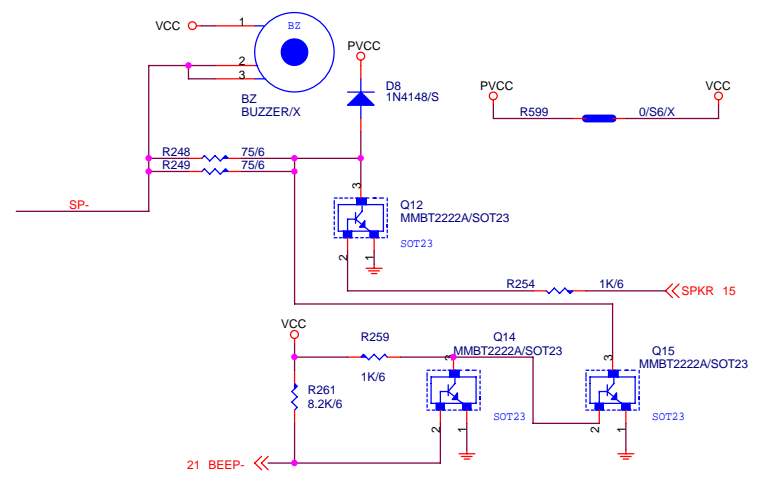 VCC
1
BZ
2
3
BZ
BUZZER/X
PVCC
D8
1N4148/S
PVCC
VCC
R599
0/S6/X
R248
75/6
R249
75/6
SP-
3
Q12
MMBT2222A/SOT23
SOT23
2
1
R254
1K/6
SPKR 15
VCC
R259
1K/6
Q14
MMBT2222A/SOT23
3
SOT23
2
1
Q15
MMBT2222A/SOT23
3
SOT23
2
1
R261
8.2K/6
21 BEEP-